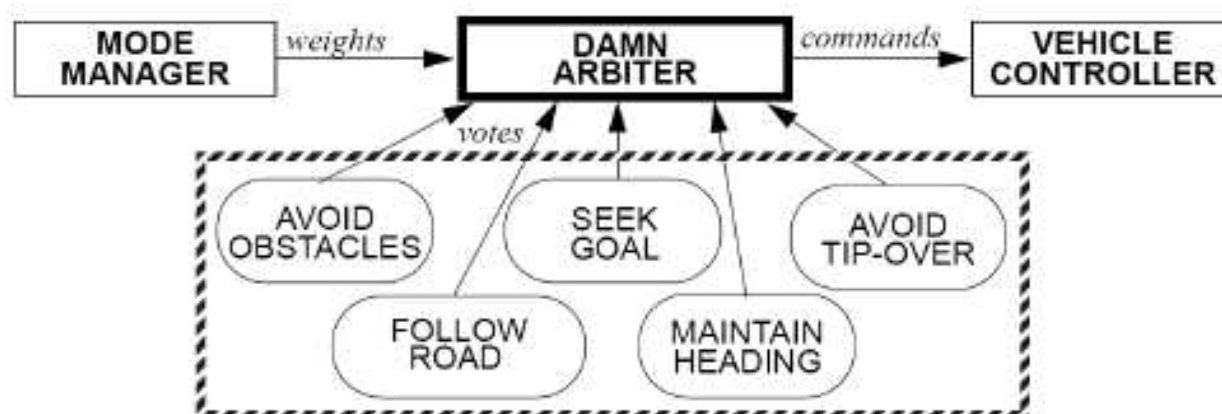 MODE
MANAGER
weights
DAMN
ARBITER
commands
VEHICLE
CONTROLLER
votes
AVOID
OBSTACLES
SEEK
GOAL
AVOID
TIP-OVER
FOLLOW
ROAD
MAINTAIN
HEADING